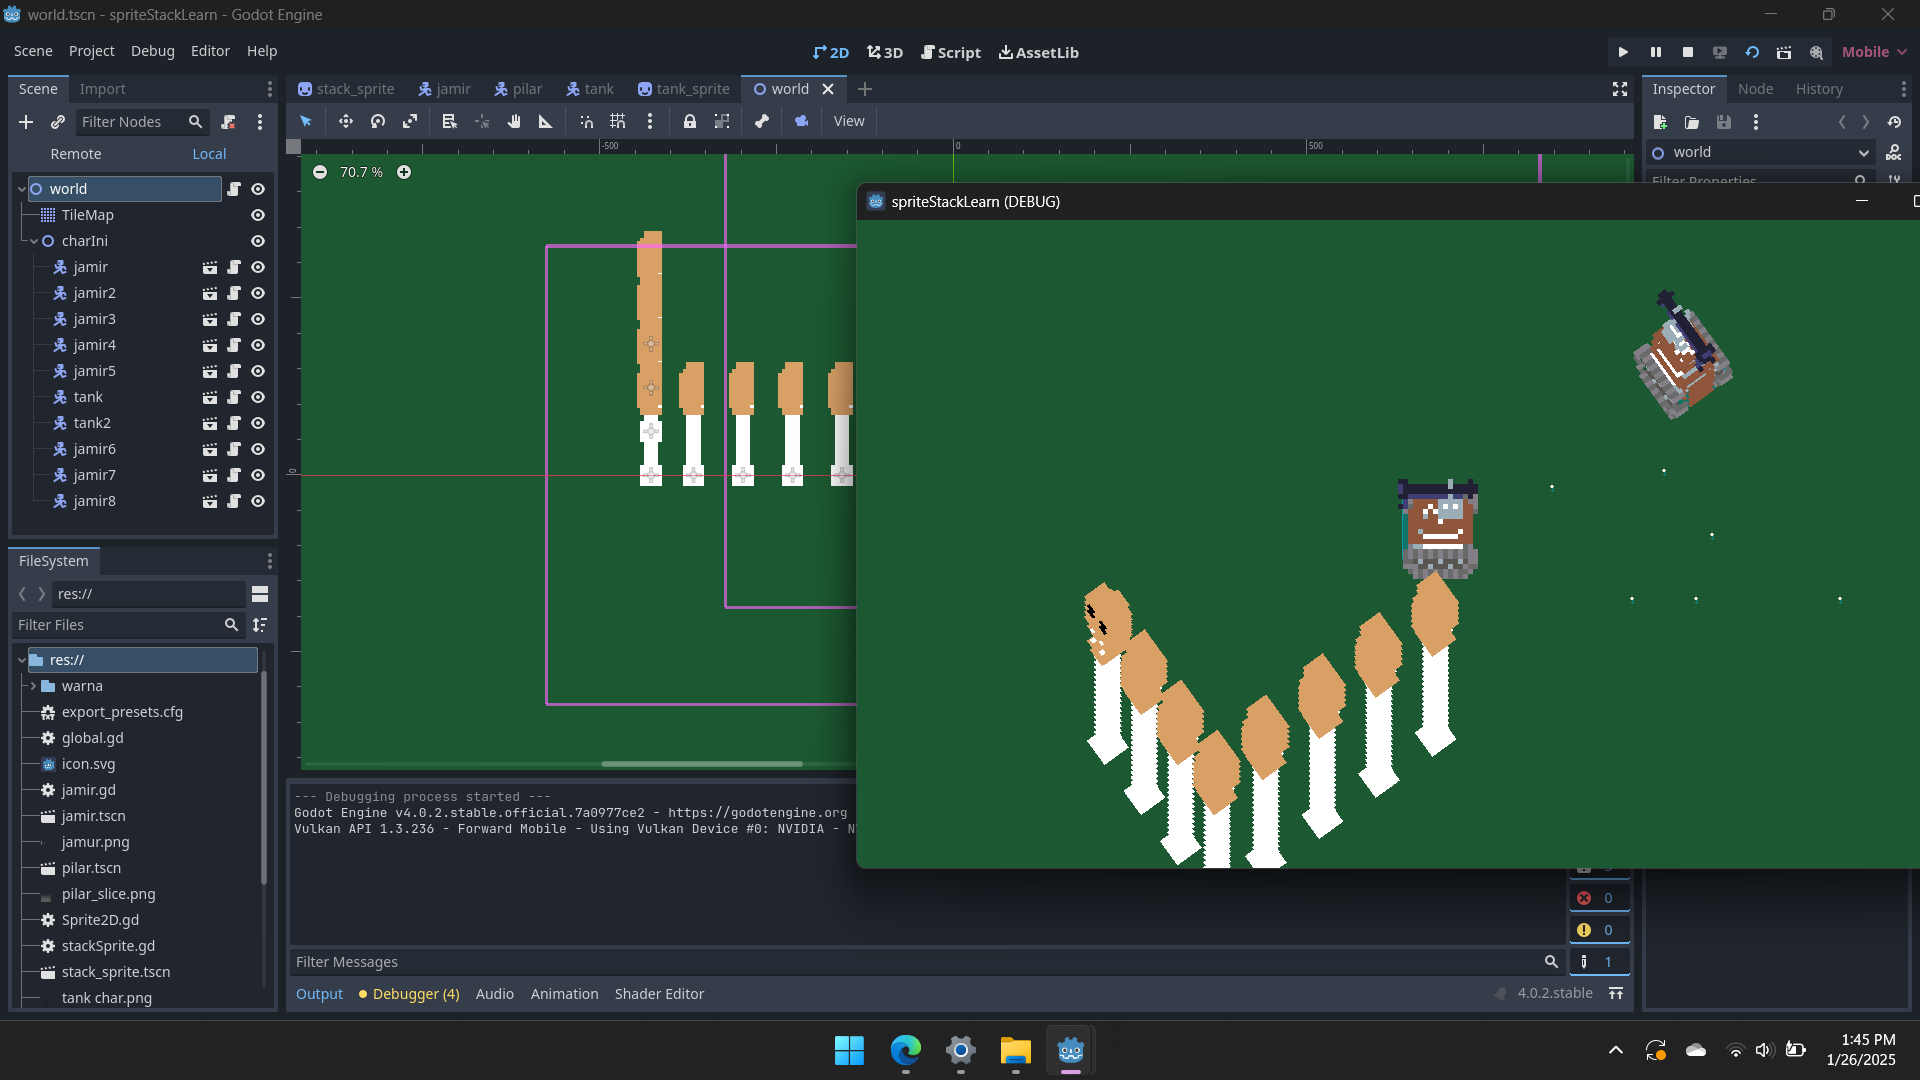 world.tscn - spriteStackLearn - Godot Engine
Scene Project Debug Editor Help
2D 3D Script AssetLib
Mobile
Scene Import
stack_sprite jamir pilar tank tank_sprite world
Inspector Node History
Filter Nodes
View
Remote Local
world
Filter Properties
-500 0 500
70.7 %
0
world
TileMap
charIni
jamir
jamir2
jamir3
jamir4
jamir5
tank
tank2
jamir6
jamir7
jamir8
spriteStackLearn (DEBUG)
FileSystem
res://
Filter Files
res://
warna
export_presets.cfg
global.gd
icon.svg
jamir.gd
jamir.tscn
jamur.png
pilar.tscn
pilar_slice.png
Sprite2D.gd
stackSprite.gd
stack_sprite.tscn
tank char.png
--- Debugging process started ---
Godot Engine v4.0.2.stable.official.7a0977ce2 - https://godotengine.org
Vulkan API 1.3.236 - Forward Mobile - Using Vulkan Device #0: NVIDIA -
0
0
1
Filter Messages
Output Debugger (4) Audio Animation Shader Editor
4.0.2.stable
1:45 PM
1/26/2025